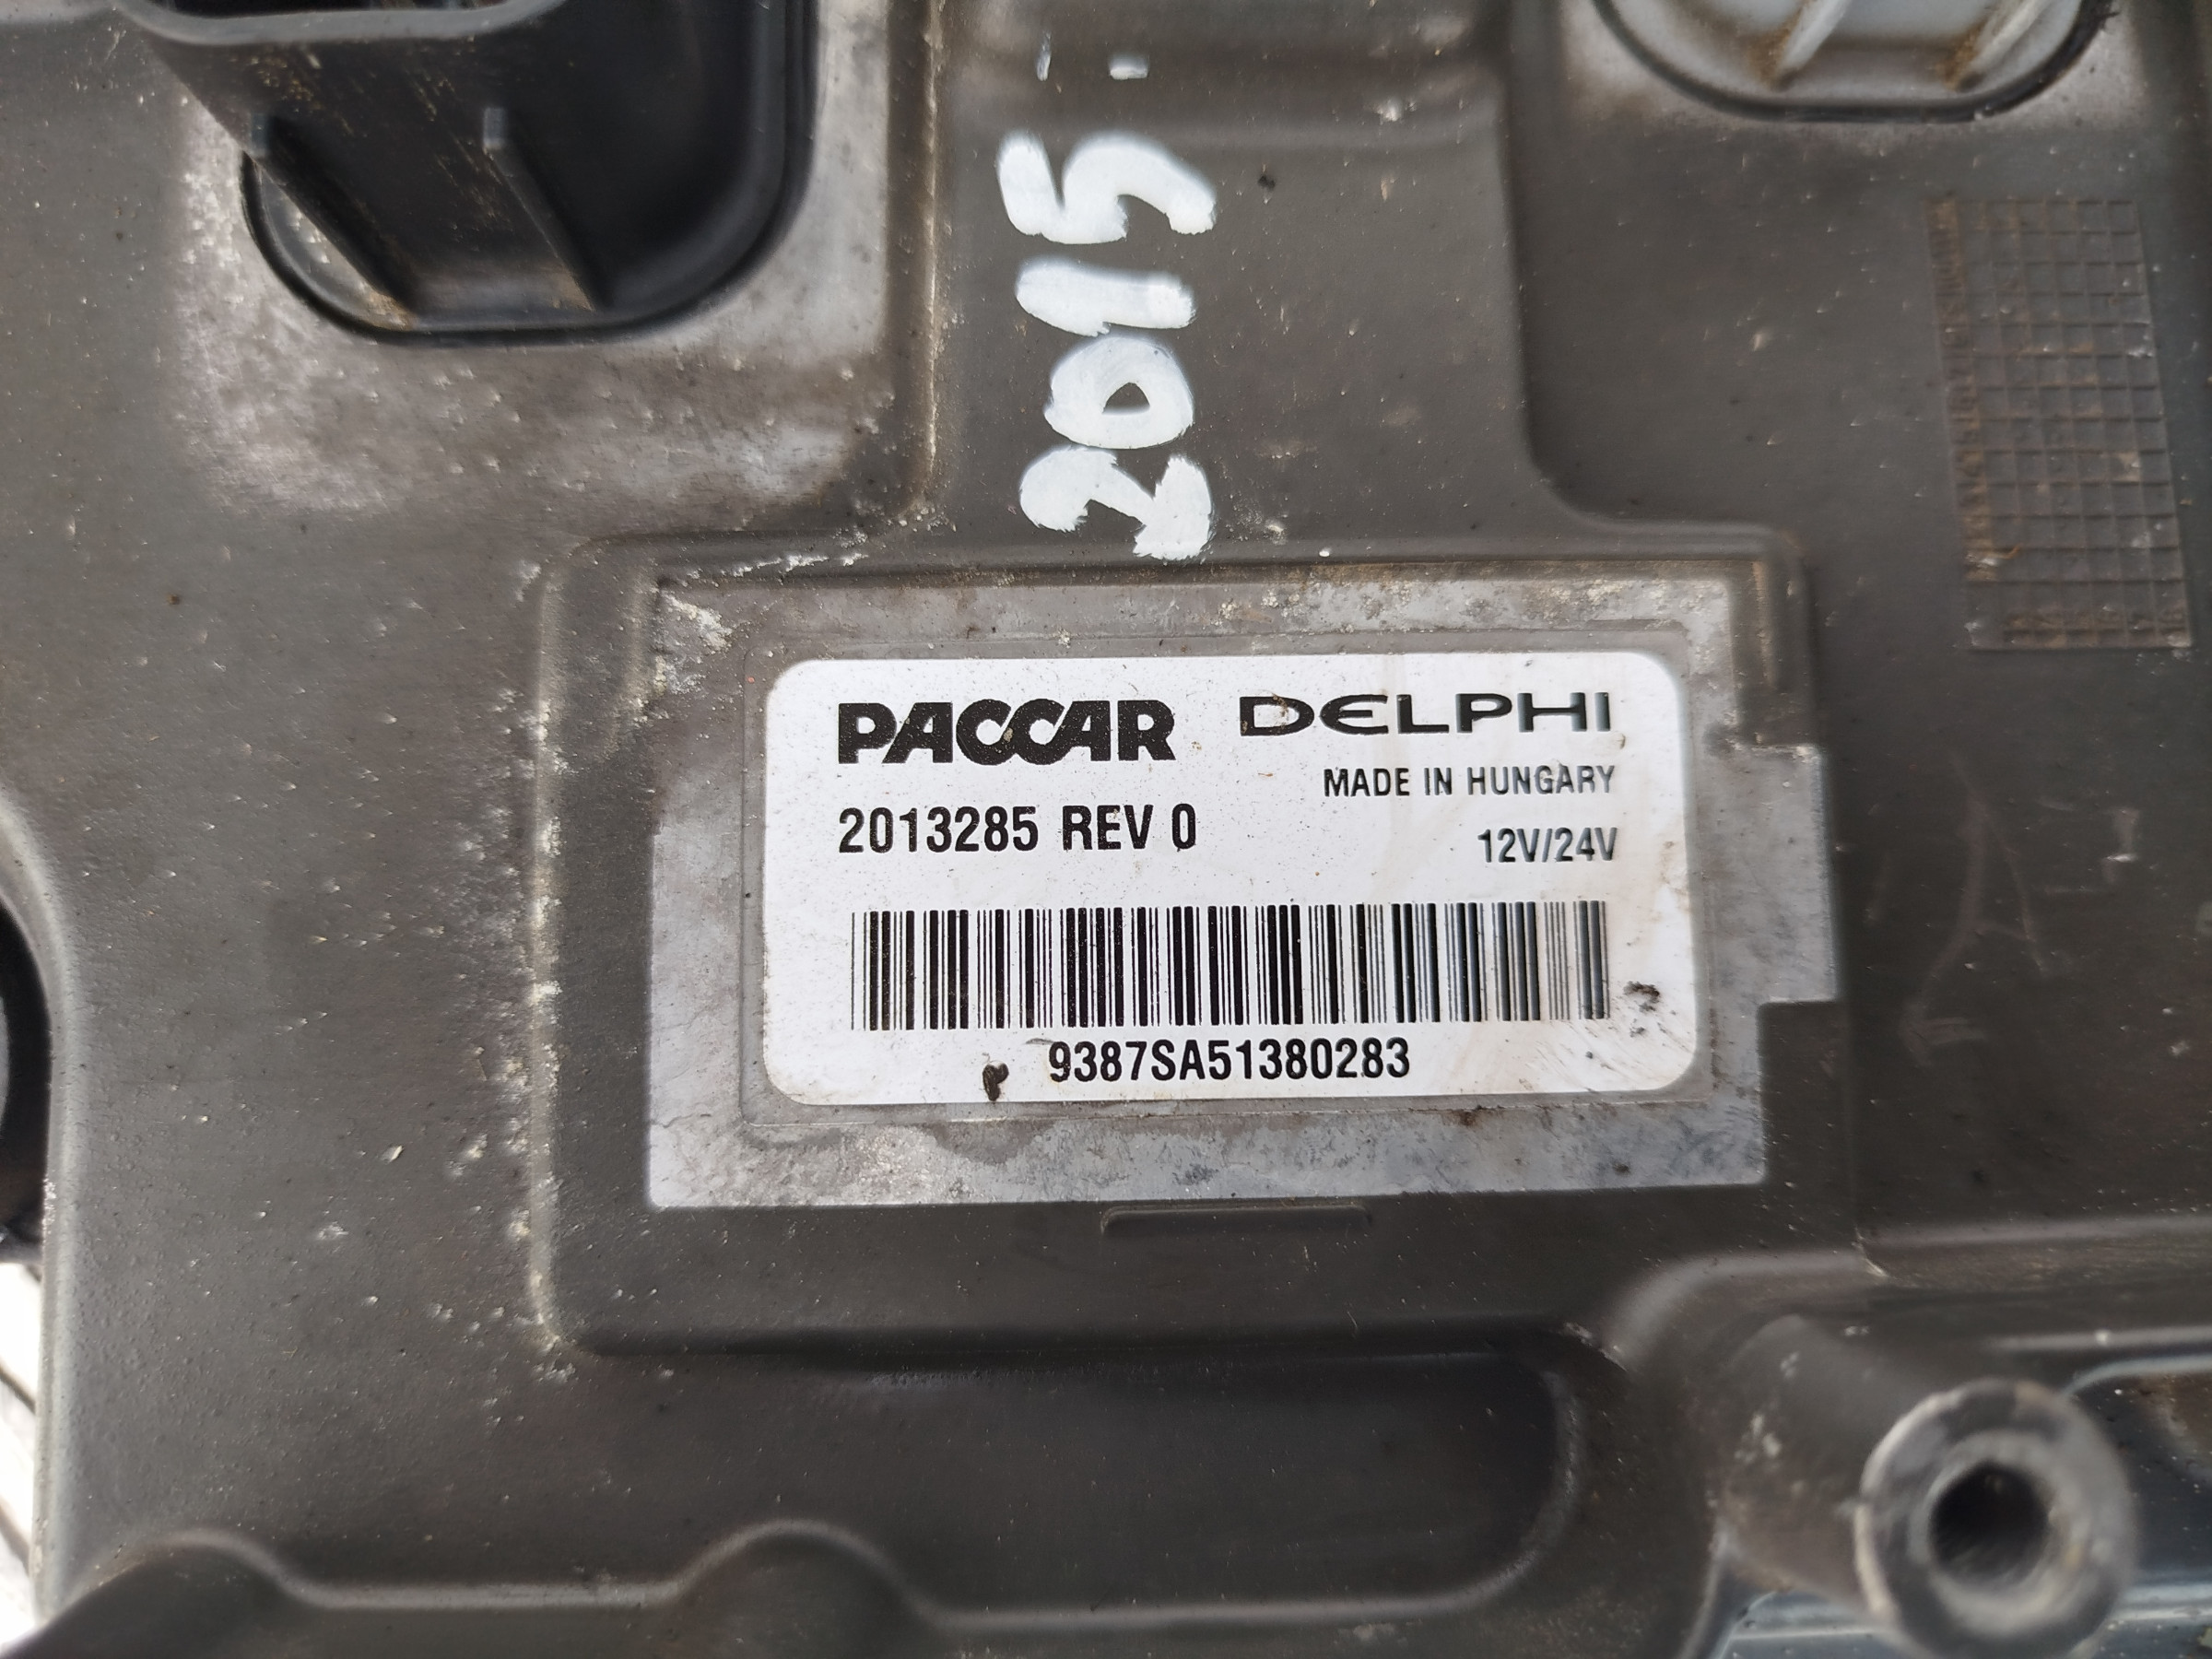 2015
PACCAR DELPHI
MADE IN HUNGARY
2013285 REV 0
12V/24V
9387SA51380283